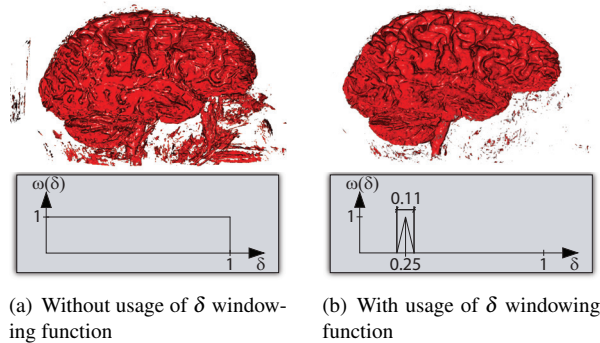 ω(δ)
1
1
δ
ω(δ)
0.11
1
0.25
1
δ
(a) Without usage of δ window-
ing function
(b) With usage of δ windowing
function